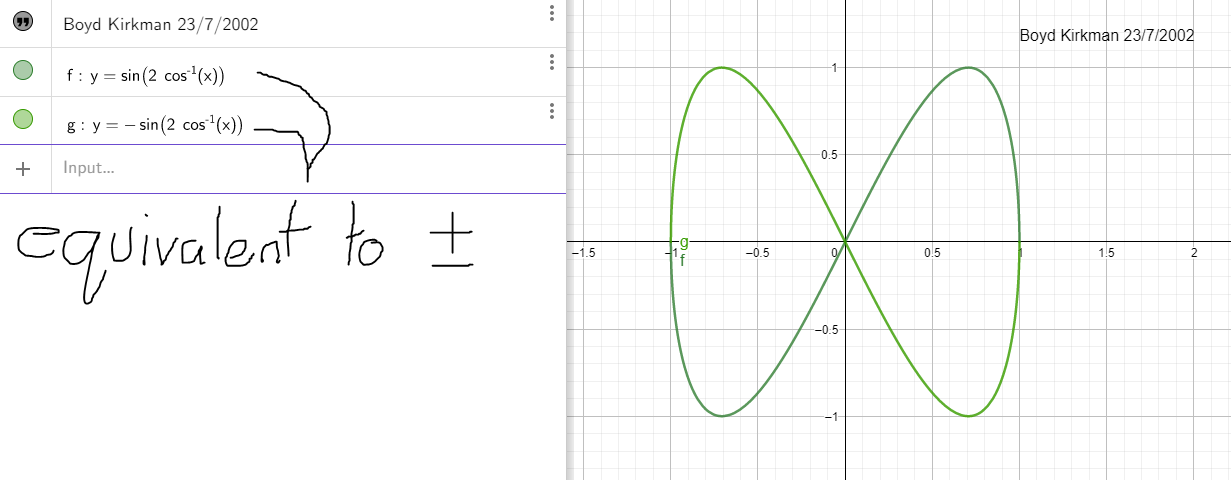 Boyd Kirkman 23/7/2002
f : y = sin(2 cos⁻¹(x))
g : y = − sin(2 cos⁻¹(x))
+ Input...
equivalent to ±
Boyd Kirkman 23/7/2002
1
0.5
−1.5
−1
−0.5
0
0.5
1
1.5
2
g
f
−0.5
−1